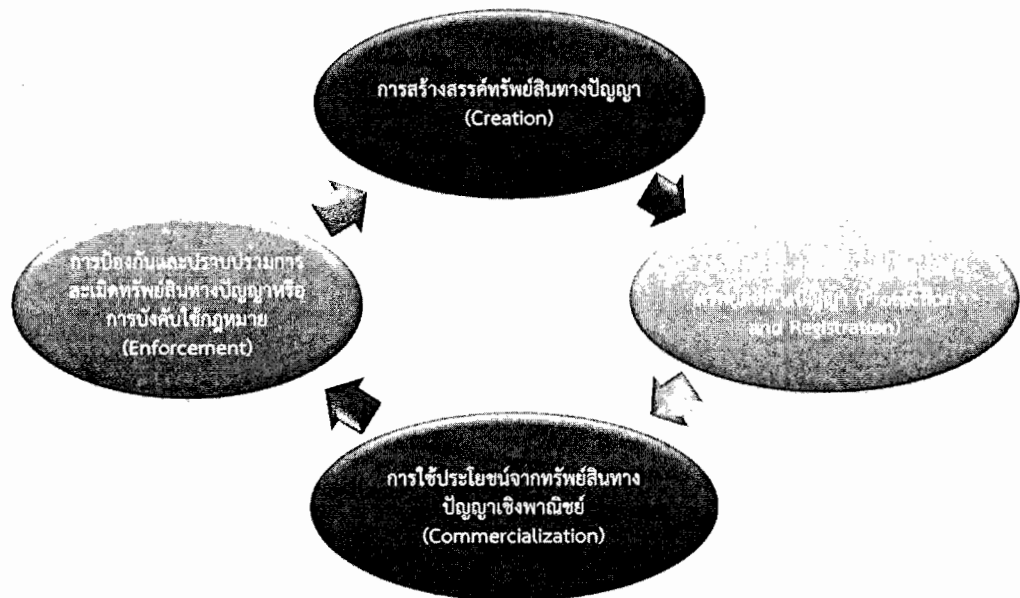 การสร้างสรรค์ทรัพย์สินทางปัญญา
(Creation)
การป้องกันและปราบปรามการ
ละเมิดทรัพย์สินทางปัญญาหรือ
การบังคับใช้กฎหมาย
(Enforcement)
(Protection
and Registration)
การใช้ประโยชน์จากทรัพย์สินทาง
ปัญญาเชิงพาณิชย์
(Commercialization)